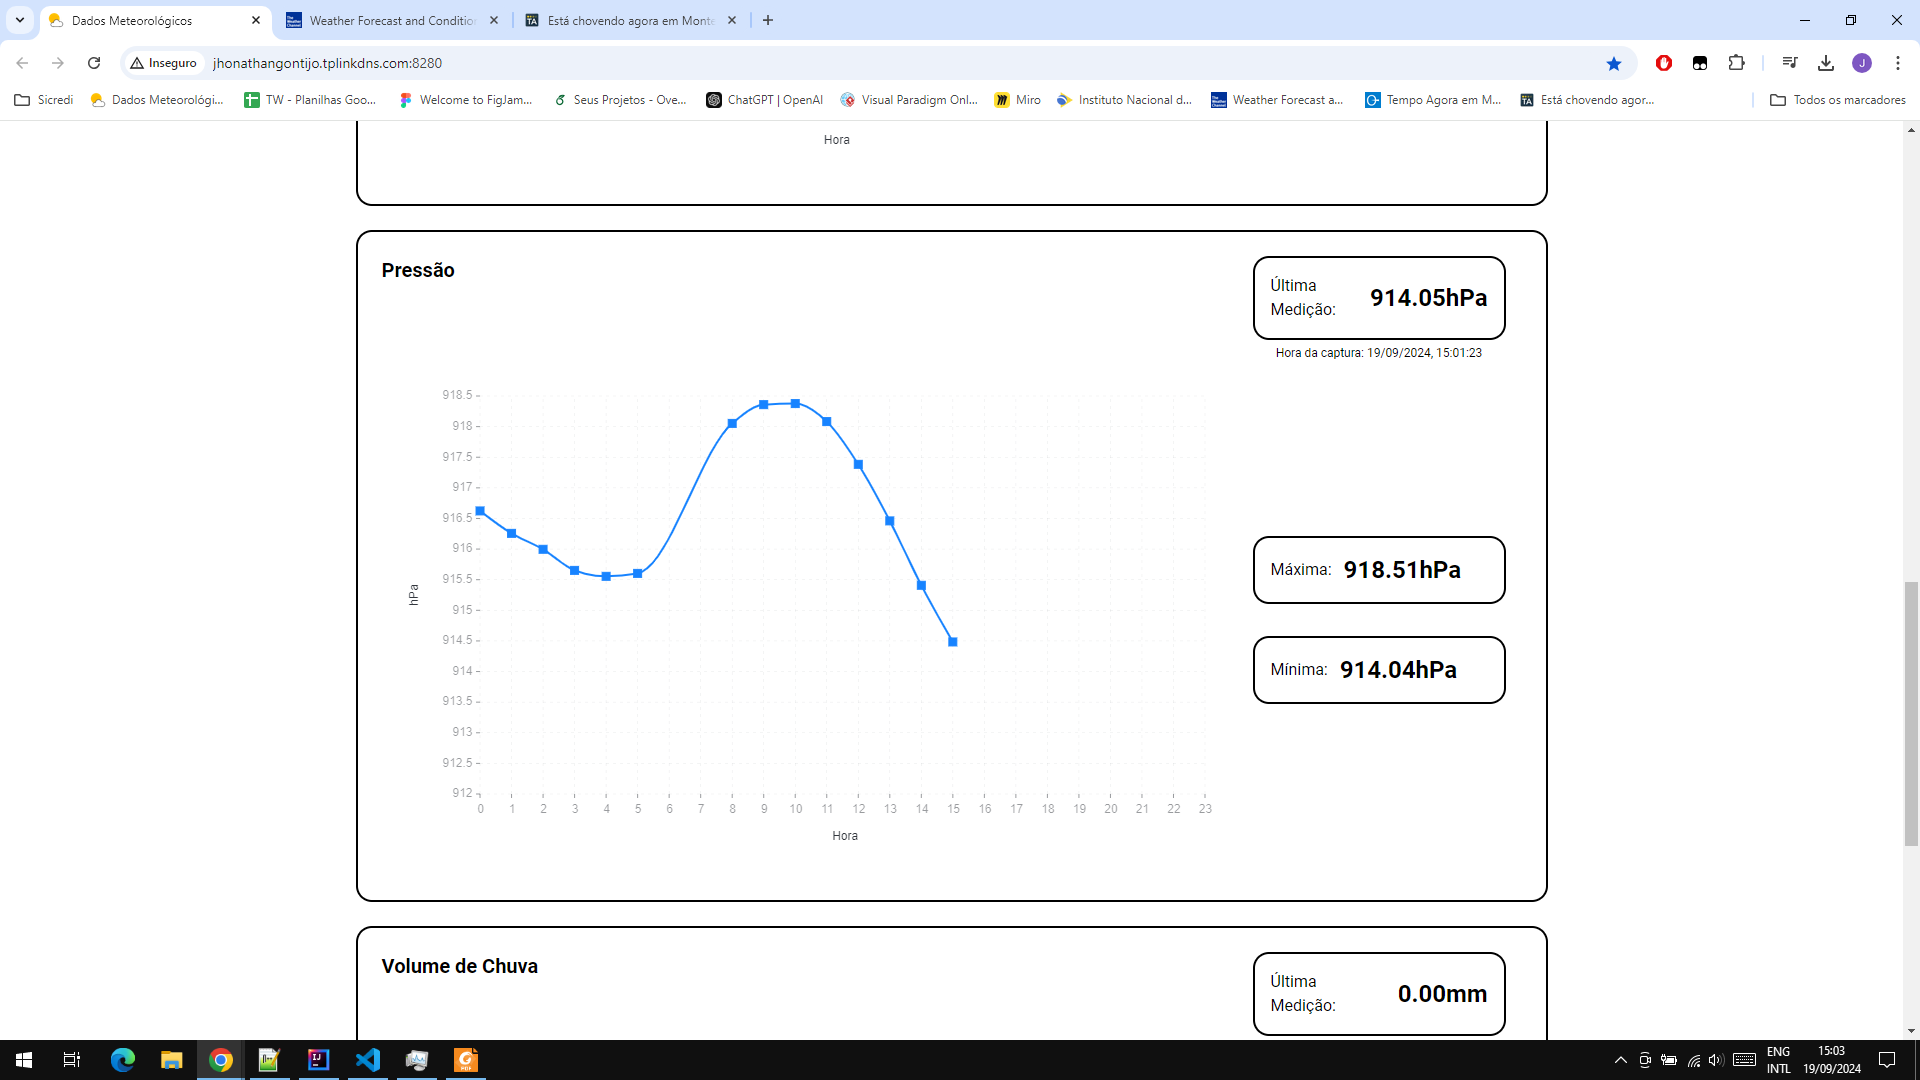 Dados Meteorológicos
Weather Forecast and Conditio
Está chovendo agora em Monte
Inseguro
jhonathangontijo.tplinkdns.com:8280
J
Sicredi
Dados Meteorológi...
TW - Planilhas Goo...
Welcome to FigJam...
Seus Projetos - Ove...
ChatGPT | OpenAI
Visual Paradigm Onl...
Miro
Instituto Nacional d...
Weather Forecast a...
Tempo Agora em M...
Está chovendo agor...
Todos os marcadores
Hora
Pressão
Última
Medição:
914.05hPa
Hora da captura: 19/09/2024, 15:01:23
918.5
918
917.5
917
916.5
916
915.5
915
914.5
914
913.5
913
912.5
912
hPa
0 1 2 3 4 5 6 7 8 9 10 11 12 13 14 15 16 17 18 19 20 21 22 23
Hora
Máxima: 918.51hPa
Mínima: 914.04hPa
Volume de Chuva
Última
Medição:
0.00mm
ENG
INTL
15:03
19/09/2024